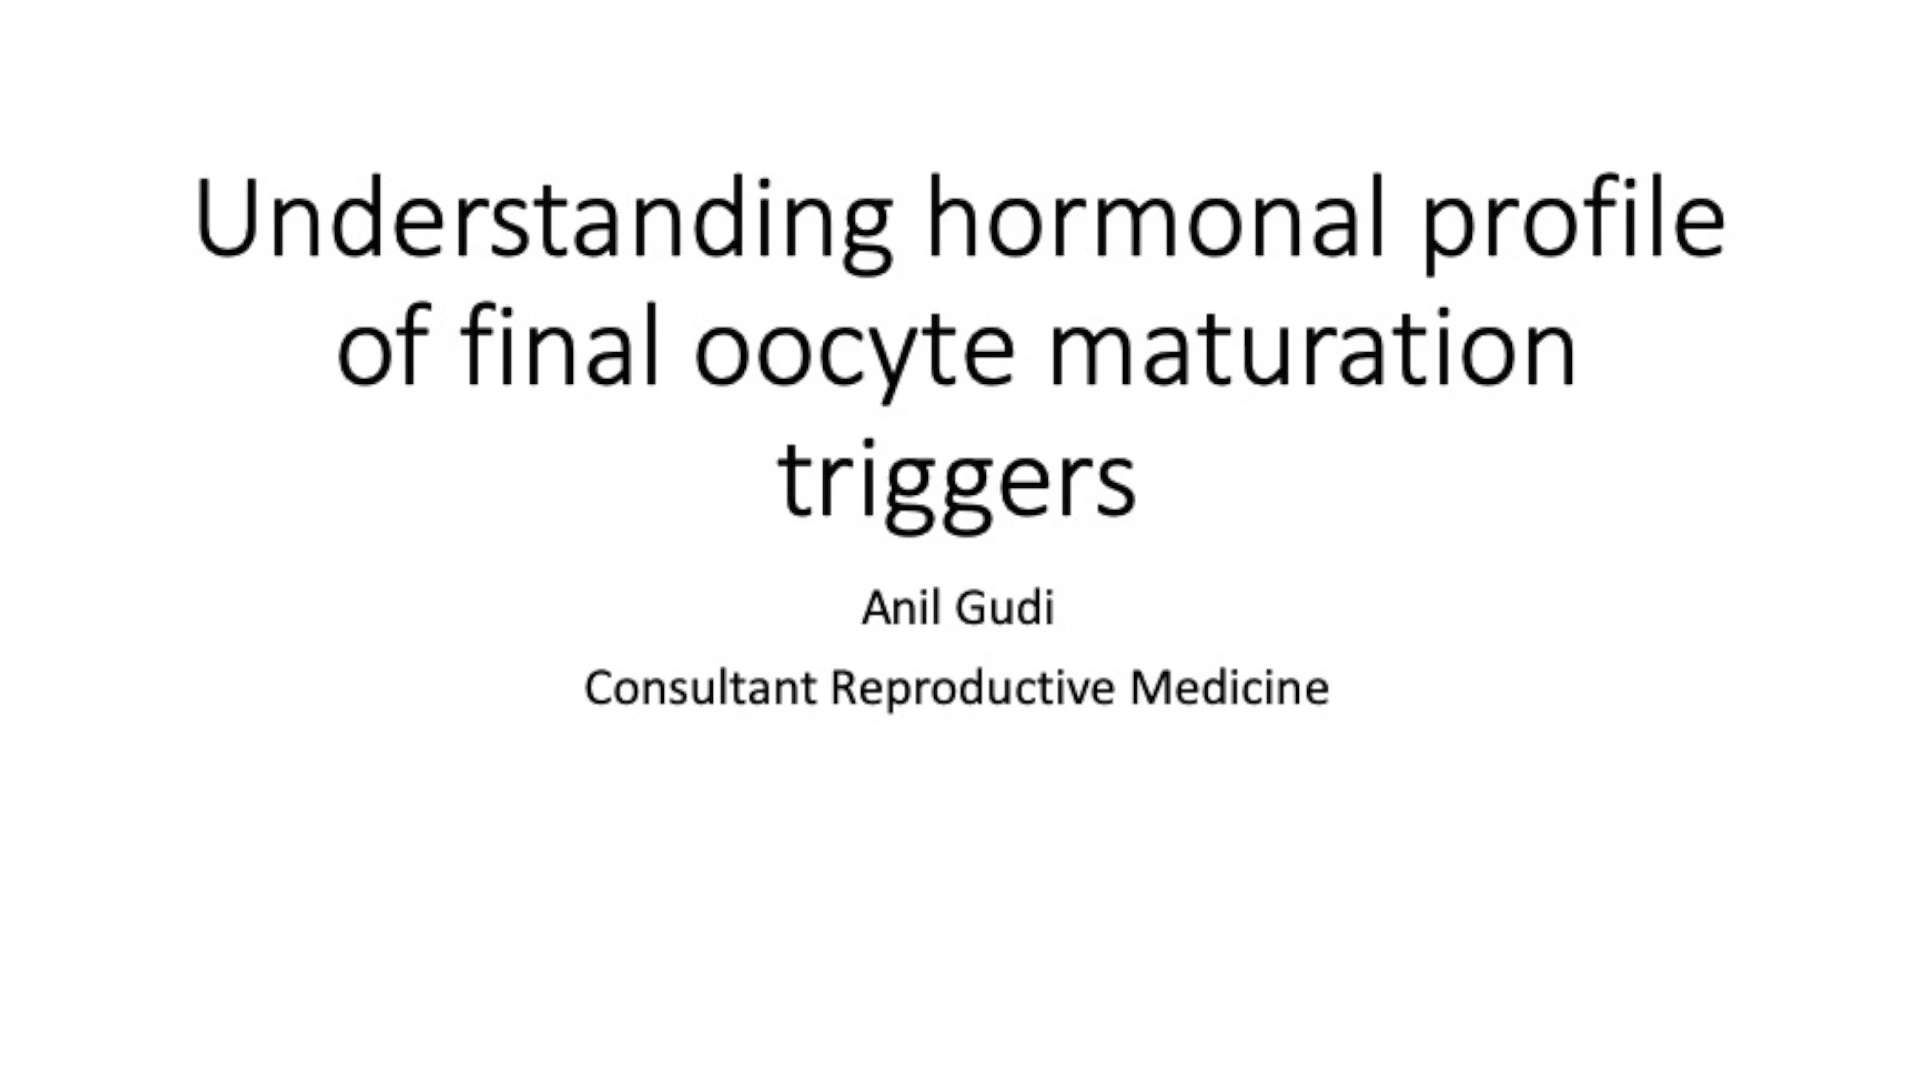 Understanding hormonal profile
of final oocyte maturation
triggers
Anil Gudi
Consultant Reproductive Medicine